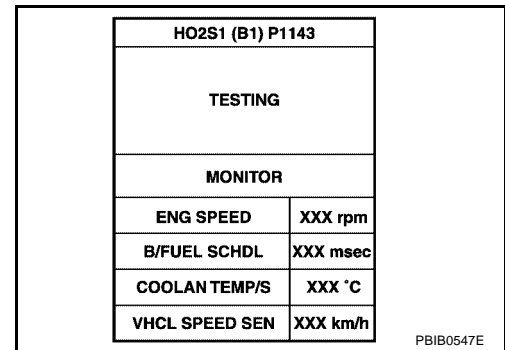 HO2S1 (B1) P1143
TESTING
MONITOR
ENG SPEED XXX rpm
B/FUEL SCHDL XXX msec
COOLAN TEMP/S XXX °C
VHCL SPEED SEN XXX km/h
PBIB0547E